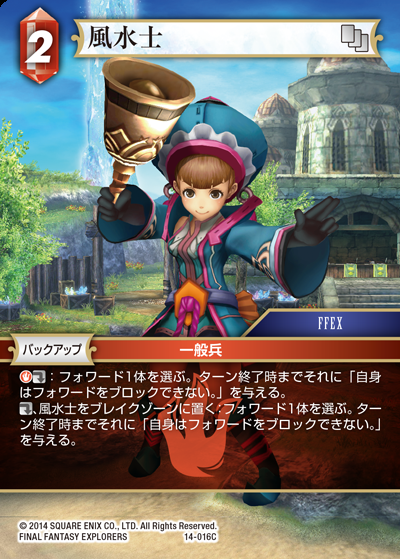 2
風水士
FFEX
バックアップ
一般兵
：フォワード1体を選ぶ。ターン終了時までそれに「自身
はフォワードをブロックできない。」を与える。
、風水士をブレイクゾーンに置く：フォワード1体を選ぶ。ター
ン終了時までそれに「自身はフォワードをブロックできない。」
を与える。
© 2014 SQUARE ENIX CO., LTD. All Rights Reserved.
FINAL FANTASY EXPLORERS
14-016C